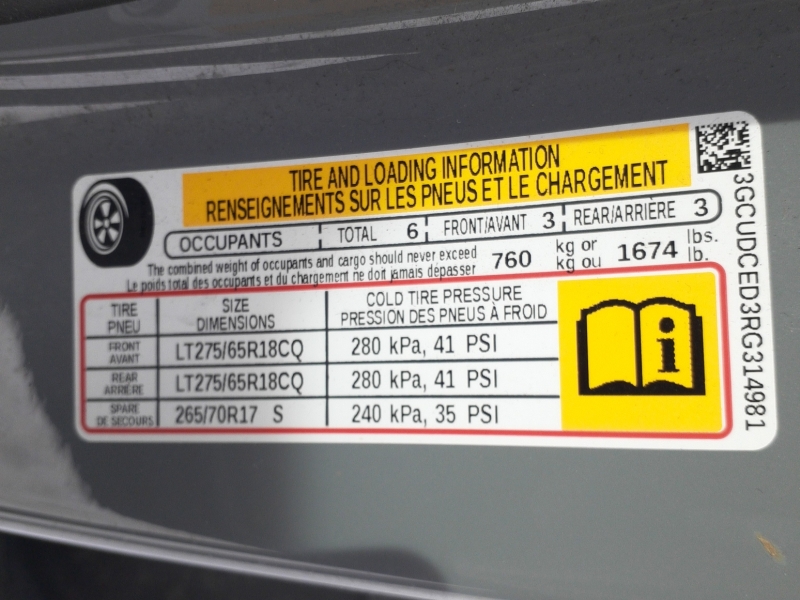 TIRE AND LOADING INFORMATION
RENSEIGNEMENTS SUR LES PNEUS ET LE CHARGEMENT
OCCUPANTS TOTAL 6 FRONT/AVANT 3 REAR/ARRIÈRE 3
The combined weight of occupants and cargo should never exceed 760 kg or 1674 lbs.
Le poids total des occupants et du chargement ne doit jamais dépasser kg ou lb.
TIRE SIZE COLD TIRE PRESSURE
PNEU DIMENSIONS PRESSION DES PNEUS À FROID
FRONT
AVANT LT275/65R18CQ 280 kPa, 41 PSI
REAR
ARRIÈRE LT275/65R18CQ 280 kPa, 41 PSI
SPARE
DE SECOURS 265/70R17 S 240 kPa, 35 PSI
3GCUDCED3RG314981